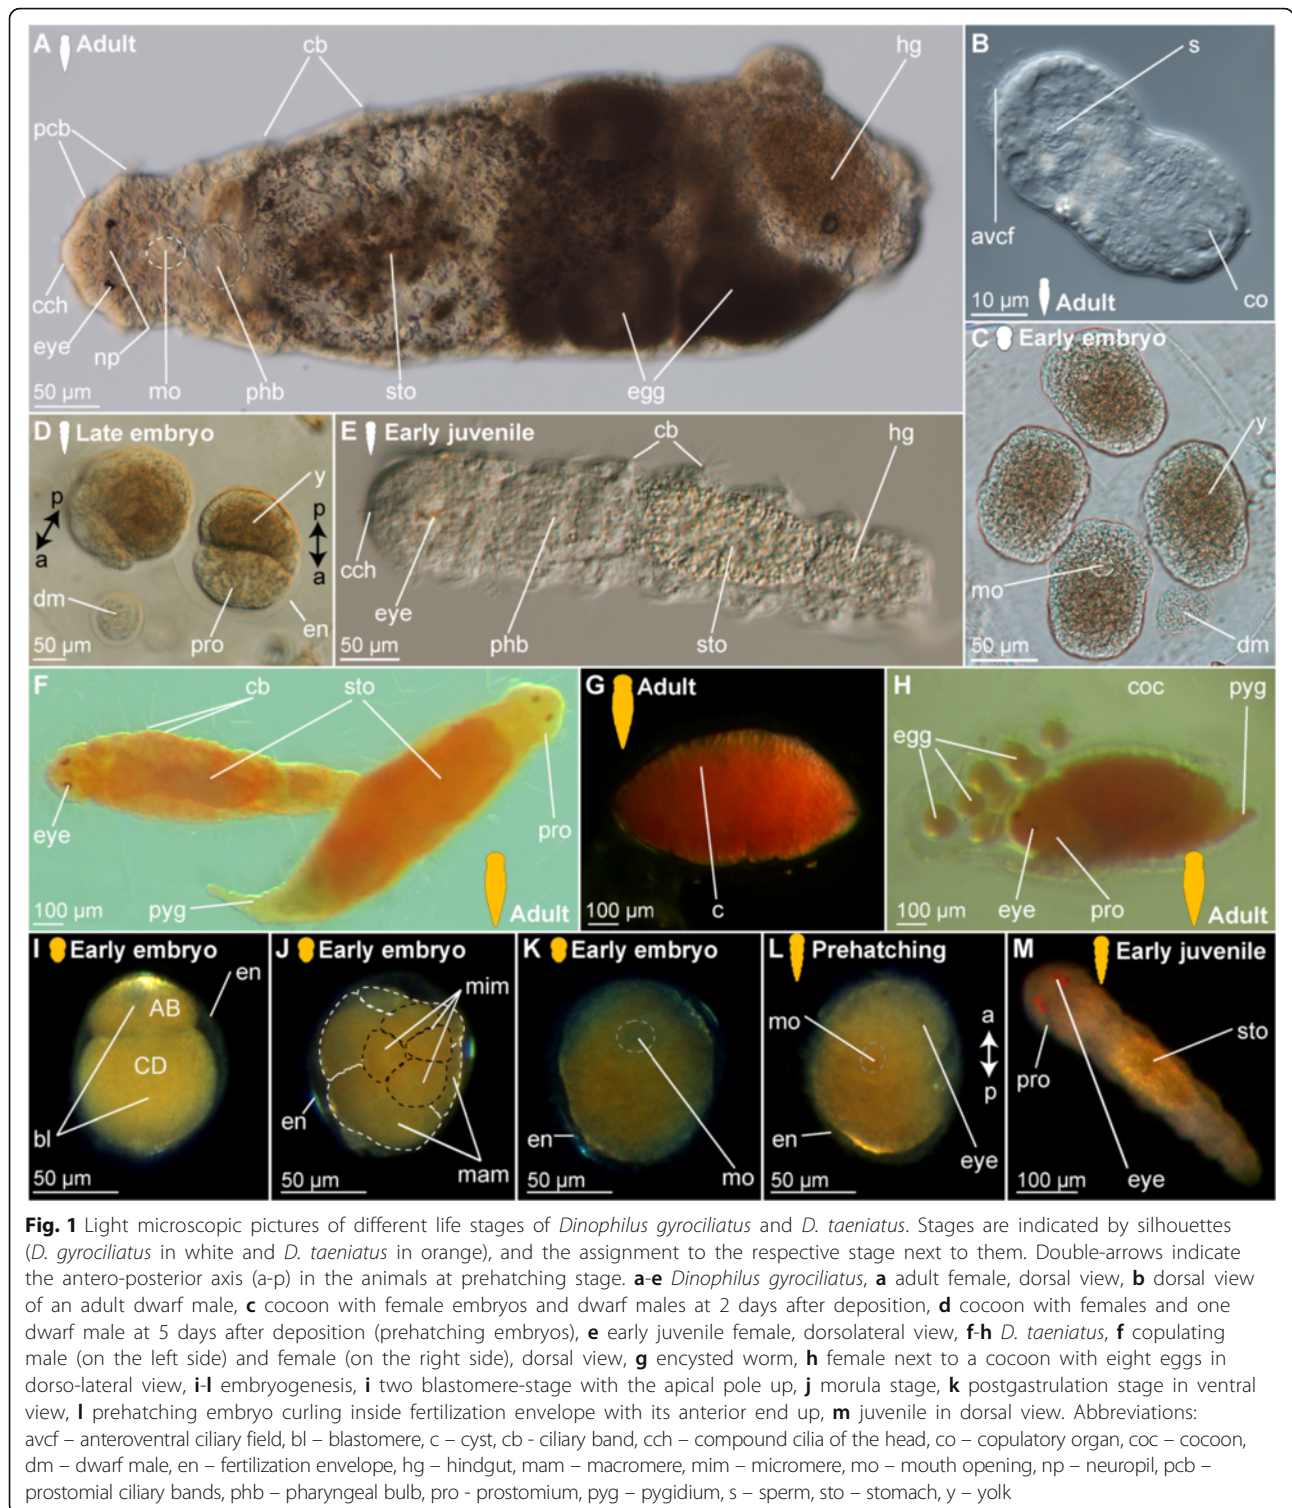 A Adult
cb
hg
pcb
cch
eye
np
mo
phb
sto
egg
50 µm
B
s
avcf
co
10 µm
Adult
C Early embryo
y
mo
dm
50 µm
D Late embryo
y
p
a
p
a
dm
pro
en
50 µm
E Early juvenile
cb
hg
cch
eye
phb
sto
50 µm
F
cb
sto
eye
pro
pyg
100 µm
Adult
G Adult
100 µm
c
H
coc
pyg
egg
eye
pro
100 µm
Adult
I Early embryo
en
AB
CD
bl
50 µm
J Early embryo
mim
en
mam
50 µm
K Early embryo
en
mo
50 µm
L Prehatching
mo
a
p
en
eye
50 µm
M Early juvenile
sto
pro
eye
100 µm
Fig. 1 Light microscopic pictures of different life stages of Dinophilus gyrociliatus and D. taeniatus. Stages are indicated by silhouettes
(D. gyrociliatus in white and D. taeniatus in orange), and the assignment to the respective stage next to them. Double-arrows indicate
the antero-posterior axis (a-p) in the animals at prehatching stage. a-e Dinophilus gyrociliatus, a adult female, dorsal view, b dorsal view
of an adult dwarf male, c cocoon with female embryos and dwarf males at 2 days after deposition, d cocoon with females and one
dwarf male at 5 days after deposition (prehatching embryos), e early juvenile female, dorsolateral view, f-h D. taeniatus, f copulating
male (on the left side) and female (on the right side), dorsal view, g encysted worm, h female next to a cocoon with eight eggs in
dorso-lateral view, i-l embryogenesis, i two blastomere-stage with the apical pole up, j morula stage, k postgastrulation stage in ventral
view, l prehatching embryo curling inside fertilization envelope with its anterior end up, m juvenile in dorsal view. Abbreviations:
avcf – anteroventral ciliary field, bl – blastomere, c – cyst, cb - ciliary band, cch – compound cilia of the head, co – copulatory organ, coc – cocoon,
dm – dwarf male, en – fertilization envelope, hg – hindgut, mam – macromere, mim – micromere, mo – mouth opening, np – neuropil, pcb –
prostomial ciliary bands, phb – pharyngeal bulb, pro - prostomium, pyg – pygidium, s – sperm, sto – stomach, y – yolk